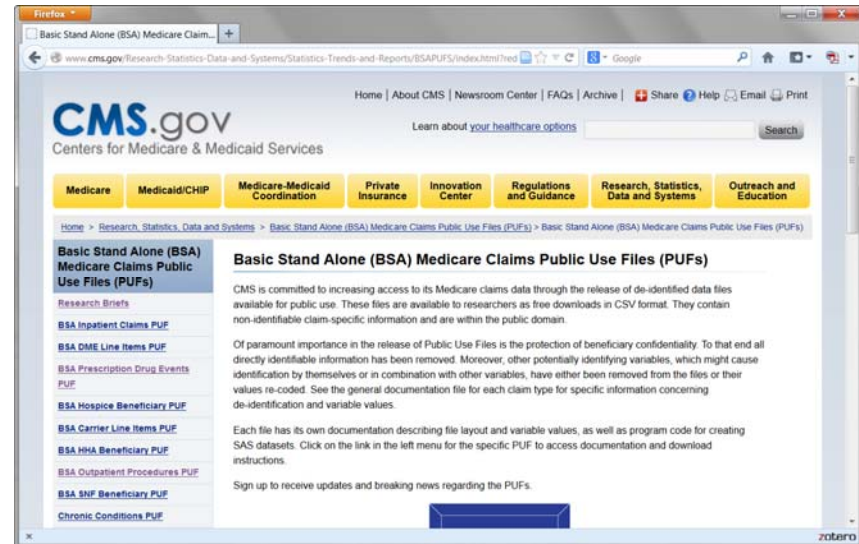 Firefox
Basic Stand Alone (BSA) Medicare Claim...
www.cms.gov/Research-Statistics-Data-and-Systems/Statistics-Trends-and-Reports/BSAPUFS/index.html?red
Google
Home | About CMS | Newsroom Center | FAQs | Archive | Share Help Email Print
CMS.gov
Learn about your healthcare options
Search
Centers for Medicare & Medicaid Services
Medicare
Medicaid/CHIP
Medicare-Medicaid
Coordination
Private
Insurance
Innovation
Center
Regulations
and Guidance
Research, Statistics,
Data and Systems
Outreach and
Education
Home > Research, Statistics, Data and Systems > Basic Stand Alone (BSA) Medicare Claims Public Use Files (PUFs) > Basic Stand Alone (BSA) Medicare Claims Public Use Files (PUFs)
Basic Stand Alone (BSA)
Medicare Claims Public
Use Files (PUFs)
Research Briefs
BSA Inpatient Claims PUF
BSA DME Line Items PUF
BSA Prescription Drug Events
PUF
BSA Hospice Beneficiary PUF
BSA Carrier Line Items PUF
BSA HHA Beneficiary PUF
BSA Outpatient Procedures PUF
BSA SNF Beneficiary PUF
Chronic Conditions PUF
Basic Stand Alone (BSA) Medicare Claims Public Use Files (PUFs)
CMS is committed to increasing access to its Medicare claims data through the release of de-identified data files
available for public use. These files are available to researchers as free downloads in CSV format. They contain
non-identifiable claim-specific information and are within the public domain.
Of paramount importance in the release of Public Use Files is the protection of beneficiary confidentiality. To that end all
directly identifiable information has been removed. Moreover, other potentially identifying variables, which might cause
identification by themselves or in combination with other variables, have either been removed from the files or their
values re-coded. See the general documentation file for each claim type for specific information concerning
de-identification and variable values.
Each file has its own documentation describing file layout and variable values, as well as program code for creating
SAS datasets. Click on the link in the left menu for the specific PUF to access documentation and download
instructions.
Sign up to receive updates and breaking news regarding the PUFs.
zotero